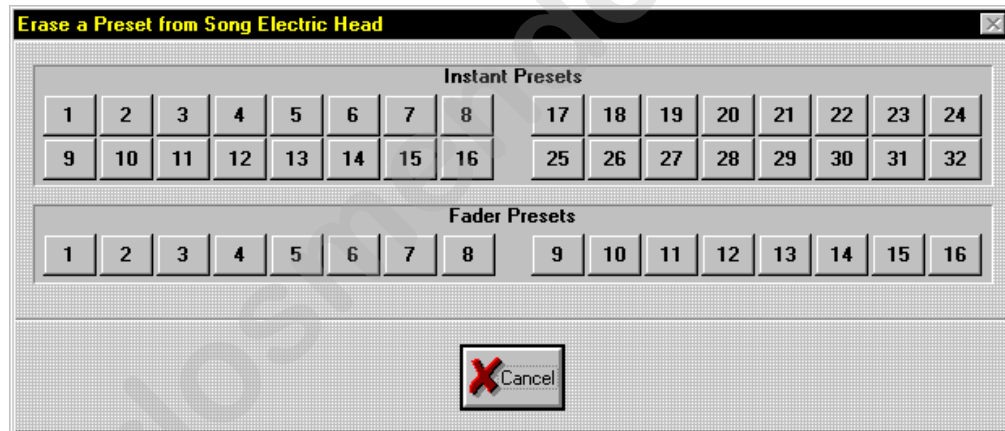 Erase a Preset from Song Electric Head
Instant Presets
1 2 3 4 5 6 7 8 17 18 19 20 21 22 23 24
9 10 11 12 13 14 15 16 25 26 27 28 29 30 31 32
Fader Presets
1 2 3 4 5 6 7 8 9 10 11 12 13 14 15 16
Cancel